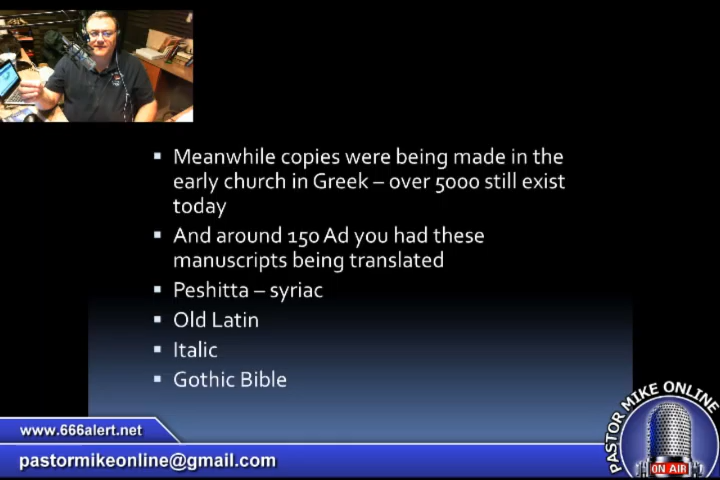 Meanwhile copies were being made in the
early church in Greek – over 5000 still exist
today
And around 150 Ad you had these
manuscripts being translated
Peshitta – syriac
Old Latin
Italic
Gothic Bible
www.666alert.net
pastormikeonline@gmail.com
PASTOR MIKE ONLINE
ON AIR